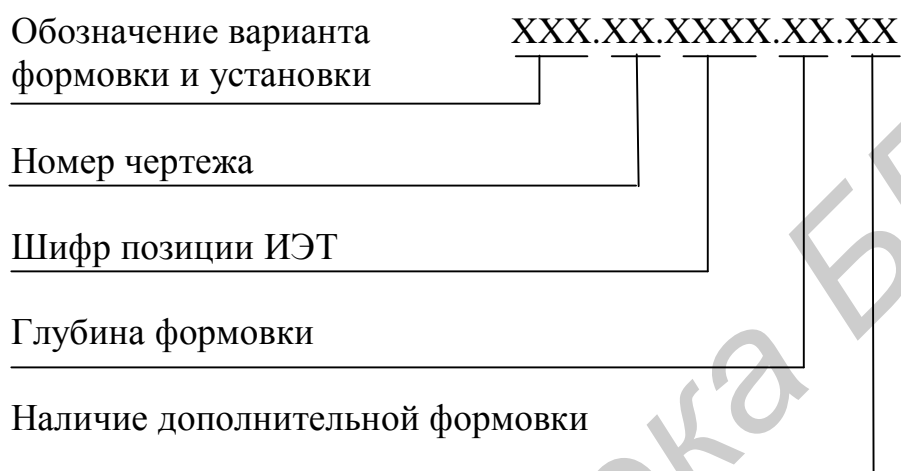 Обозначение варианта XXX.XX.XXXX.XX.XX
формовки и установки
Номер чертежа
Шифр позиции ИЭТ
Глубина формовки
Наличие дополнительной формовки